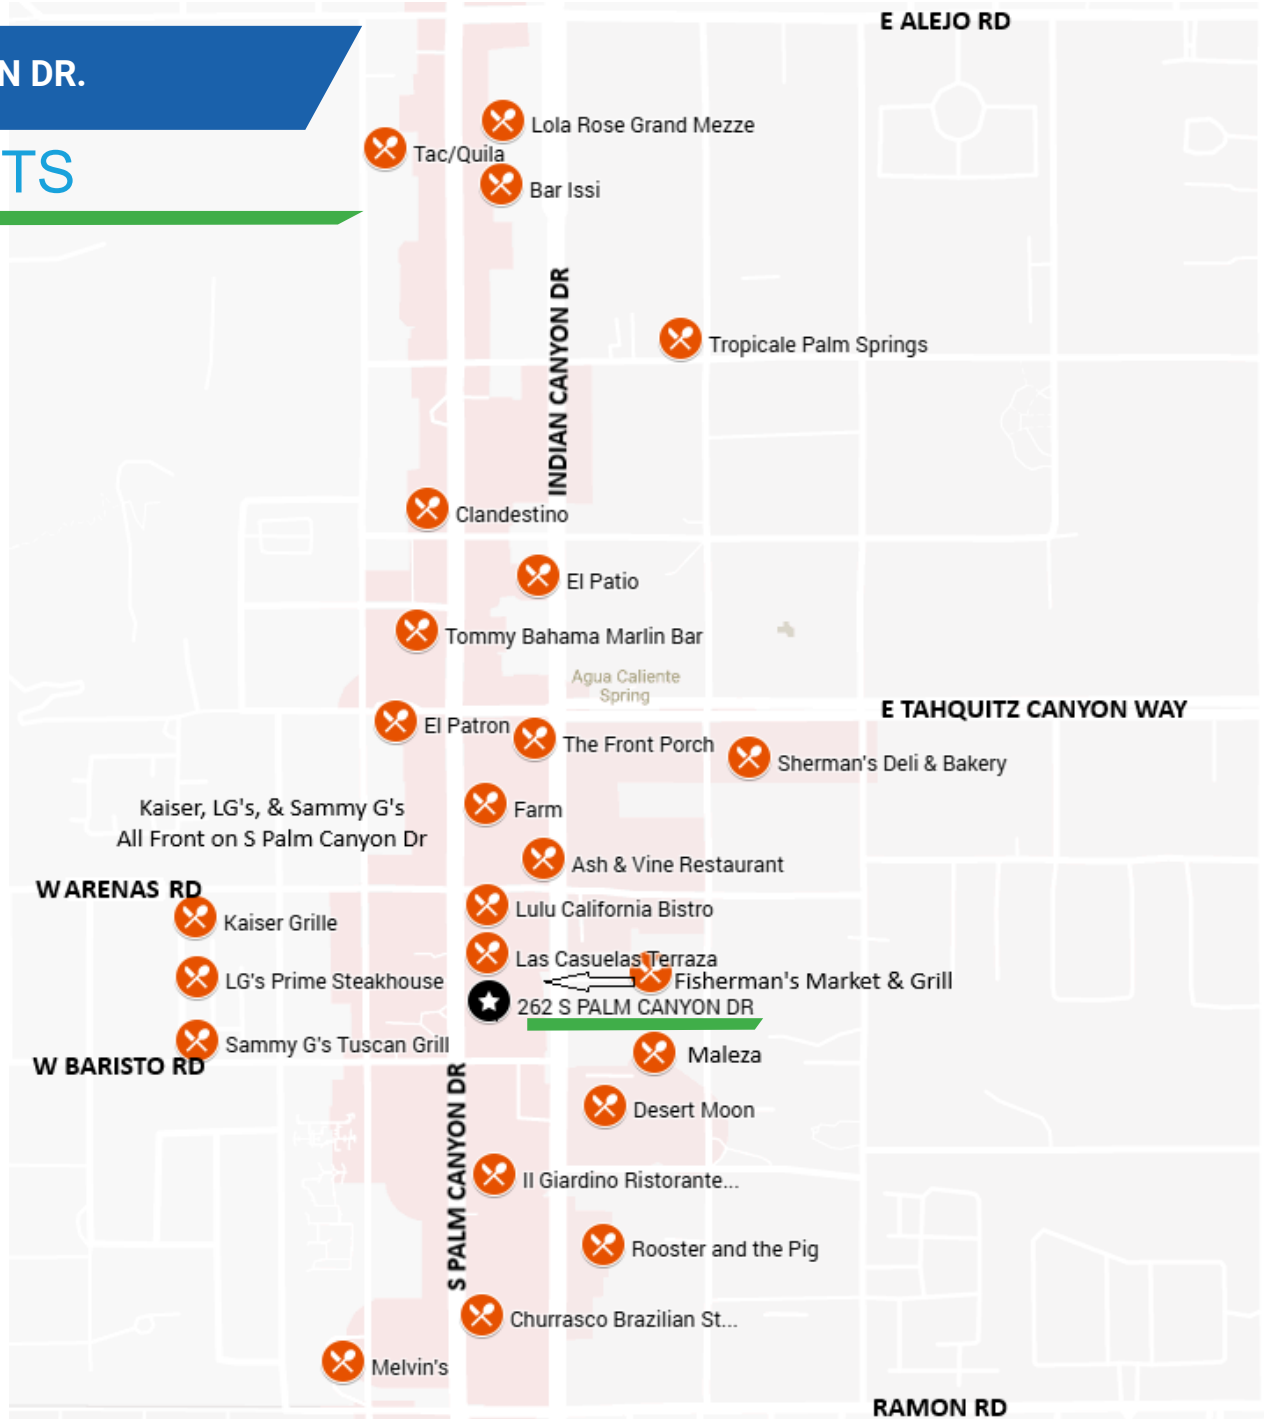 E ALEJO RD
N DR.
TS
Lola Rose Grand Mezze
Tac/Quila
Bar Issi
INDIAN CANYON DR
Tropicale Palm Springs
Clandestino
El Patio
Tommy Bahama Marlin Bar
Agua Caliente
Spring
E TAHQUITZ CANYON WAY
El Patron
The Front Porch
Sherman's Deli & Bakery
Kaiser, LG's, & Sammy G's
All Front on S Palm Canyon Dr
Farm
Ash & Vine Restaurant
W ARENAS RD
Kaiser Grille
Lulu California Bistro
Las Casuelas Terraza
LG's Prime Steakhouse
Fisherman's Market & Grill
262 S PALM CANYON DR
Sammy G's Tuscan Grill
W BARISTO RD
Maleza
S PALM CANYON DR
Desert Moon
Il Giardino Ristorante...
Rooster and the Pig
Churrasco Brazilian St...
Melvin's
RAMON RD